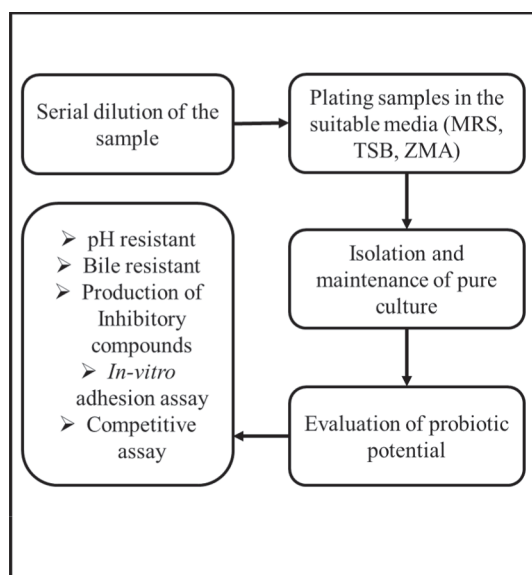 Serial dilution of the
sample
Plating samples in the
suitable media (MRS,
TSB, ZMA)
Isolation and
maintenance of pure
culture
Evaluation of probiotic
potential
➢ pH resistant
➢ Bile resistant
➢ Production of
Inhibitory
compounds
➢ In-vitro
adhesion assay
➢ Competitive
assay